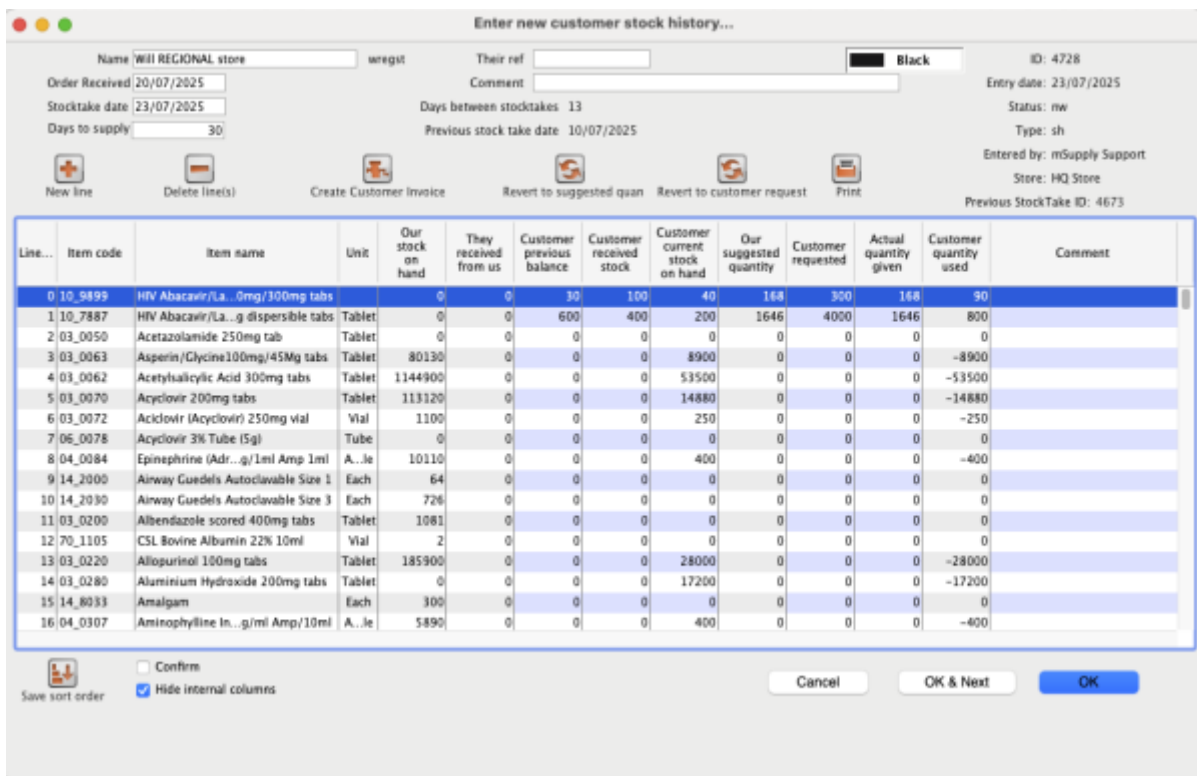 Enter new customer stock history...
Name Will REGIONAL store wregst Their ref Black ID: 4728
Order Received 20/07/2025 Comment Entry date: 23/07/2025
Stocktake date 23/07/2025 Days between stocktakes 13 Status: nw
Days to supply 30 Previous stock take date 10/07/2025 Type: sh
Entered by: mSupply Support
Store: HQ Store
Previous StockTake ID: 4673
New line Delete line(s) Create Customer Invoice Revert to suggested quan Revert to customer request Print
Line... Item code Item name Unit Our stock on hand They received from us Customer previous balance Customer received stock Customer current stock on hand Our suggested quantity Customer requested Actual quantity given Customer quantity used Comment
0 10_9899 HIV Abacavir/La...0mg/300mg tabs 0 0 30 100 40 168 300 168 90
1 10_7887 HIV Abacavir/La...g dispersible tabs Tablet 0 0 600 400 200 1646 4000 1646 800
2 03_0050 Acetazolamide 250mg tab Tablet 0 0 0 0 0 0 0 0 0
3 03_0063 Asperin/Glycine100mg/45Mg tabs Tablet 80130 0 0 0 8900 0 0 0 -8900
4 03_0062 Acetylsalicylic Acid 300mg tabs Tablet 1144900 0 0 0 53500 0 0 0 -53500
5 03_0070 Acyclovir 200mg tabs Tablet 113120 0 0 0 14880 0 0 0 -14880
6 03_0072 Aciclovir (Acyclovir) 250mg vial Vial 1100 0 0 0 250 0 0 0 -250
7 06_0078 Acyclovir 3% Tube (5g) Tube 0 0 0 0 0 0 0 0 0
8 04_0084 Epinephrine (Adr...g/1ml Amp 1ml A...le 10110 0 0 0 400 0 0 0 -400
9 14_2000 Airway Guedels Autoclavable Size 1 Each 64 0 0 0 0 0 0 0 0
10 14_2030 Airway Guedels Autoclavable Size 3 Each 726 0 0 0 0 0 0 0 0
11 03_0200 Albendazole scored 400mg tabs Tablet 1081 0 0 0 0 0 0 0 0
12 70_1105 CSL Bovine Albumin 22% 10ml Vial 2 0 0 0 0 0 0 0 0
13 03_0220 Allopurinol 100mg tabs Tablet 185900 0 0 0 28000 0 0 0 -28000
14 03_0280 Aluminium Hydroxide 200mg tabs Tablet 0 0 0 0 17200 0 0 0 -17200
15 14_8033 Amalgam Each 300 0 0 0 0 0 0 0 0
16 04_0307 Aminophylline In...g/ml Amp/10ml A...le 5890 0 0 0 400 0 0 0 -400
Save sort order Confirm
Hide internal columns Cancel OK & Next OK